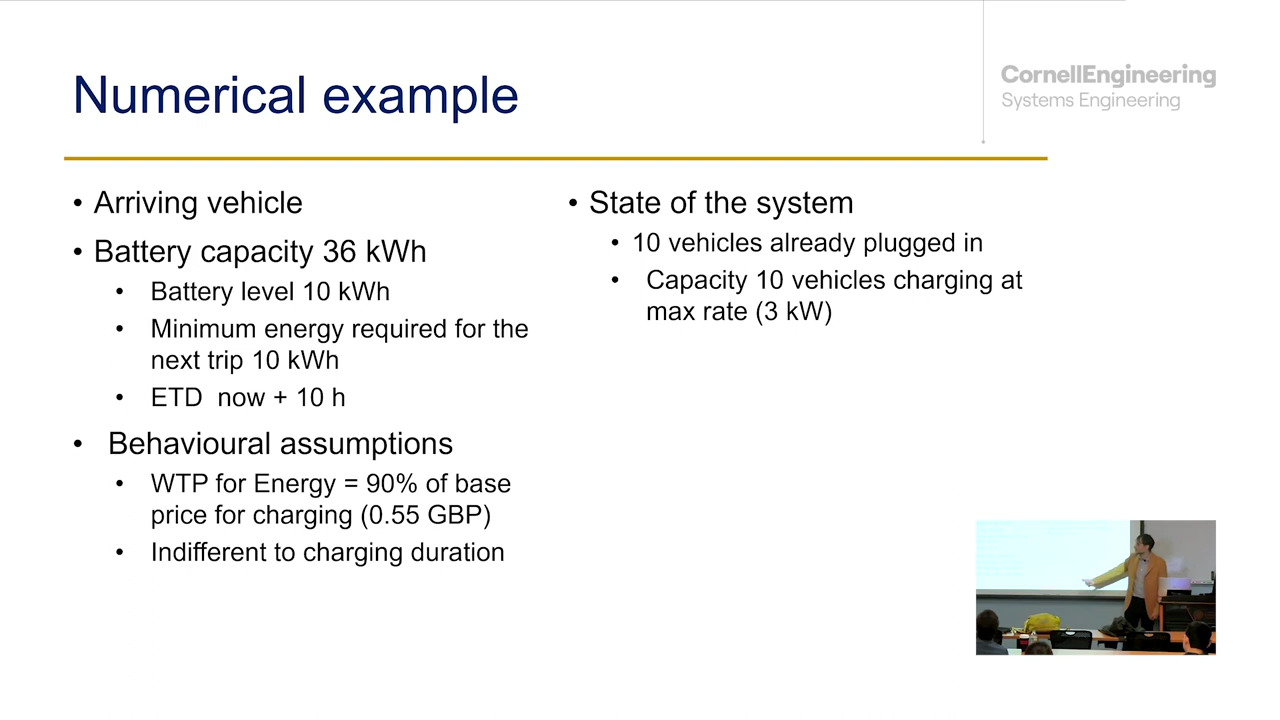 CornellEngineering
Systems Engineering
Numerical example
• Arriving vehicle
• Battery capacity 36 kWh
• Battery level 10 kWh
• Minimum energy required for the
next trip 10 kWh
• ETD now + 10 h
• Behavioural assumptions
• WTP for Energy = 90% of base
price for charging (0.55 GBP)
• Indifferent to charging duration
• State of the system
• 10 vehicles already plugged in
• Capacity 10 vehicles charging at
max rate (3 kW)